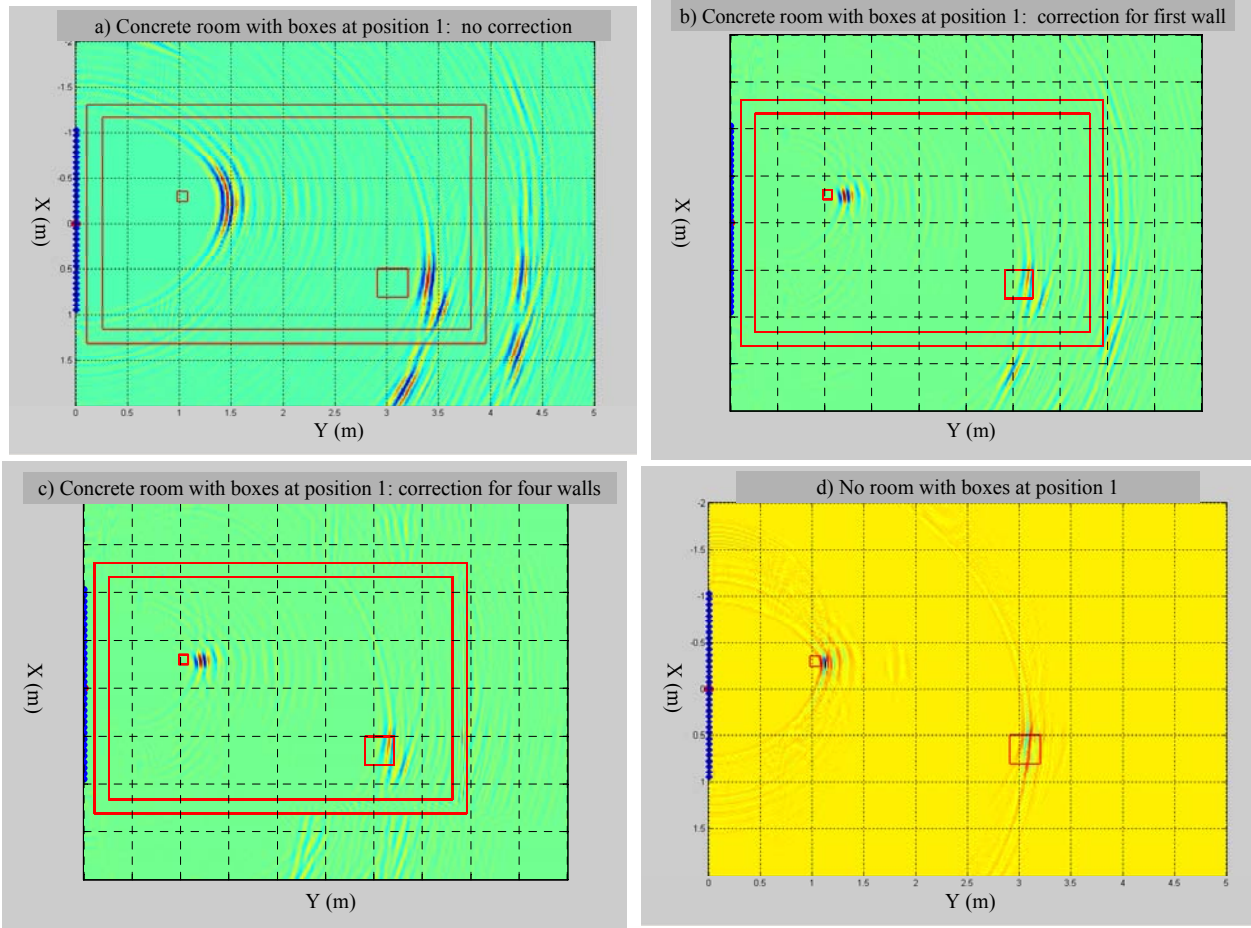 a) Concrete room with boxes at position 1: no correction
-2
-1.5
-1
-0.5
0
0.5
1
1.5
X (m)
0 0.5 1 1.5 2 2.5 3 3.5 4 4.5 5
Y (m)
b) Concrete room with boxes at position 1: correction for first wall
X (m)
Y (m)
c) Concrete room with boxes at position 1: correction for four walls
X (m)
Y (m)
d) No room with boxes at position 1
-2
-1.5
-1
-0.5
0
0.5
1
1.5
X (m)
0 0.5 1 1.5 2 2.5 3 3.5 4 4.5 5
Y (m)